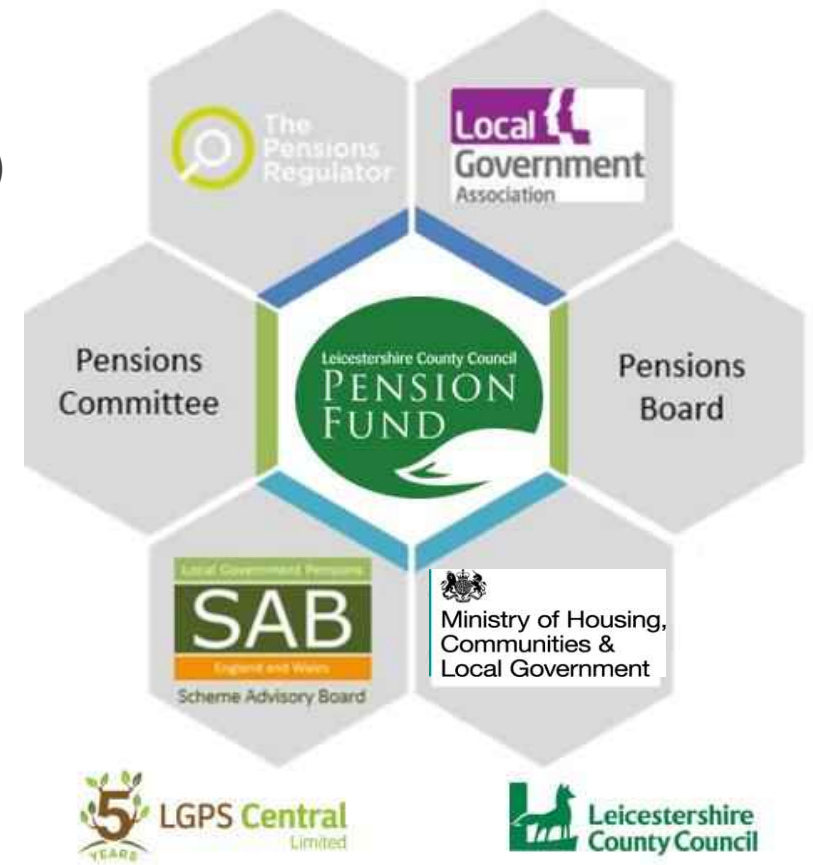 The
Pensions
Regulator
Local
Government
Association
Pensions
Committee
Leicestershire County Council
PENSION
FUND
Pensions
Board
Local Government Pensions
SAB
England and Wales
Scheme Advisory Board
Ministry of Housing,
Communities &
Local Government
5
YEARS
LGPS Central
Limited
Leicestershire
County Council
)